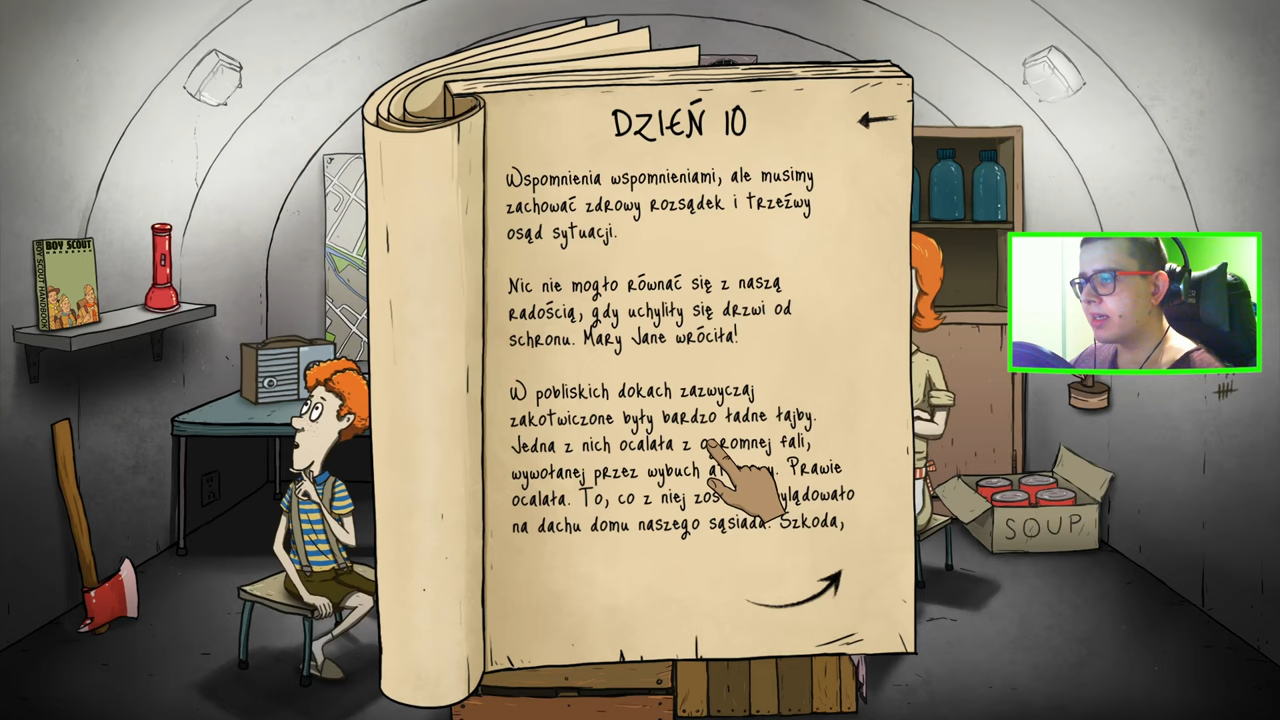 DZIEŃ 10
Wspomnienia wspomnieniami, ale musimy
zachować zdrowy rozsądek i trzeźwy
osąd sytuacji.
Nic nie mogło równać się z naszą
radością, gdy uchyliły się drzwi od
schronu. Mary Jane wróciła!
W pobliskich dokach zazwyczaj
zakotwiczone były bardzo ładne łajby.
Jedna z nich ocalała z ogromnej fali,
wywołanej przez wybuch Prawie
ocalała. To, co z niej
na dachu domu naszego sąsiada. Szkoda,
BOY SCOUT
BOY SCOUT HANDBOOK
SOUP